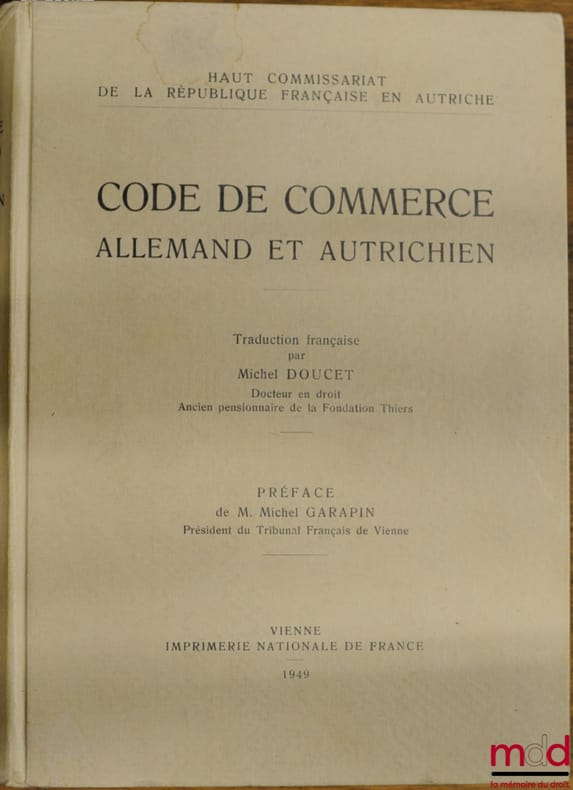 HAUT COMMISSARIAT
DE LA RÉPUBLIQUE FRANÇAISE EN AUTRICHE
CODE DE COMMERCE
ALLEMAND ET AUTRICHIEN
Traduction française
par
Michel DOUCET
Docteur en droit
Ancien pensionnaire de la Fondation Thiers
PRÉFACE
de M. Michel GARAPIN
Président du Tribunal Français de Vienne
VIENNE
IMPRIMERIE NATIONALE DE FRANCE
1949
mdd
la mémoire du droit